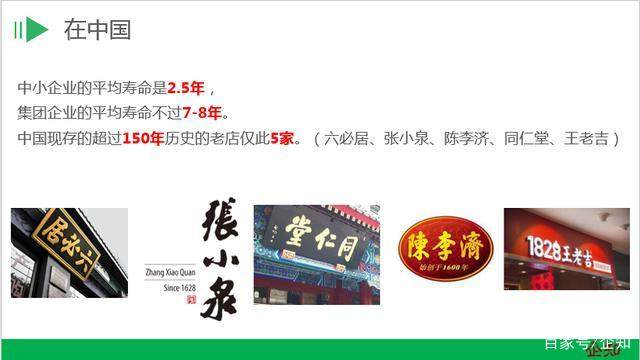 在中国
中小企业的平均寿命是2.5年，
集团企业的平均寿命不过7-8年。
中国现存的超过150年历史的老店仅此5家。（六必居、张小泉、陈李济、同仁堂、王老吉）
居必六
張小泉
Zhang Xiao Quan
Since 1628
堂仁同
陳李濟
始创于1600年
1828王老吉
百家号/企知
企知